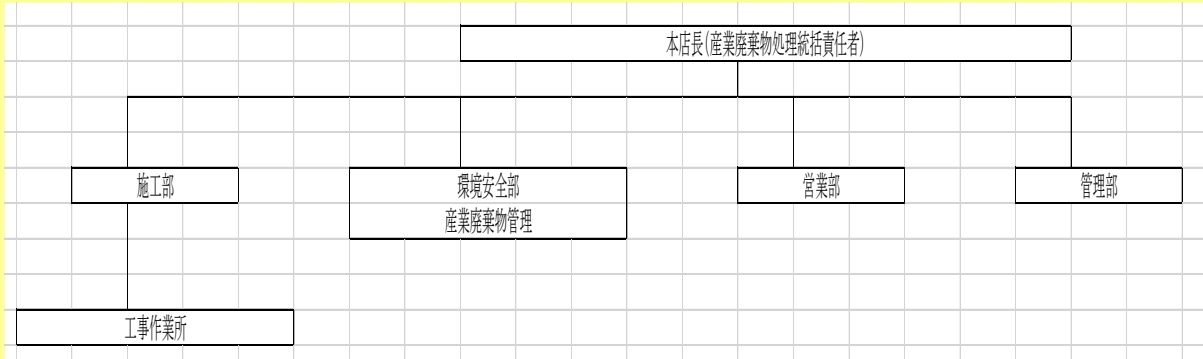 本店長(産業廃棄物処理統括責任者)
施工部
環境安全部
産業廃棄物管理
営業部
管理部
工事作業所